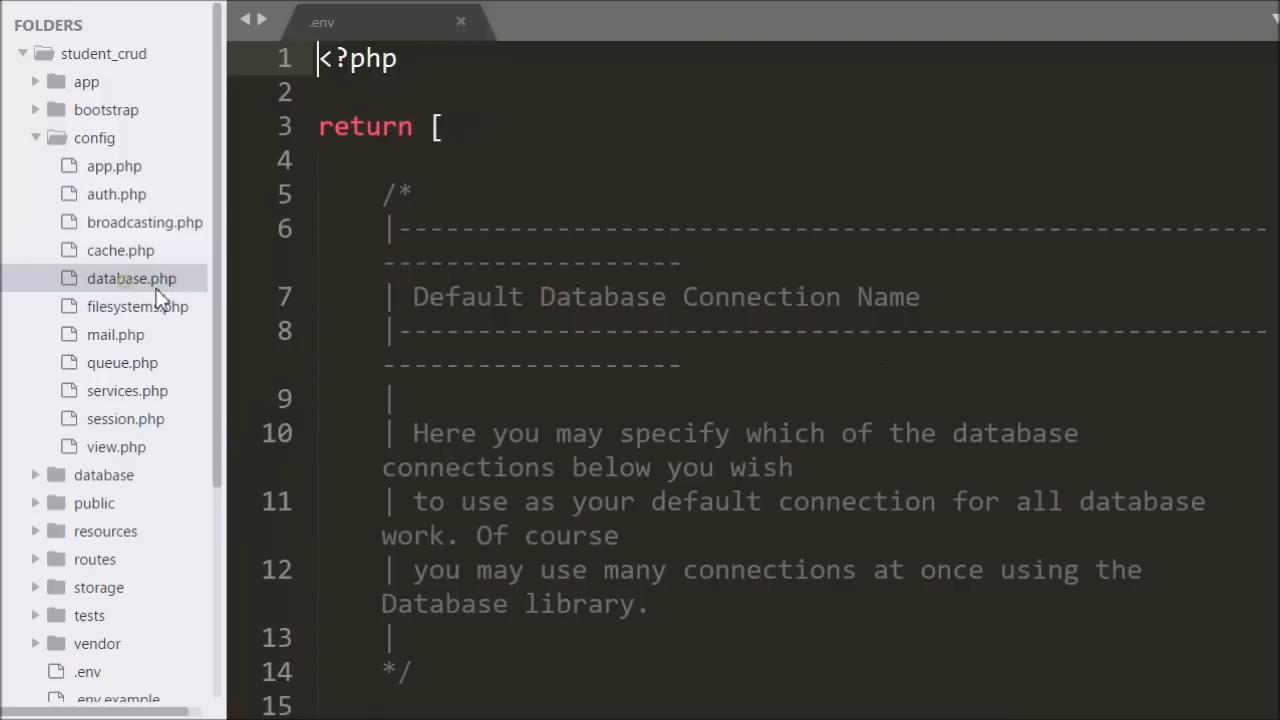 FOLDERS
student_crud
app
bootstrap
config
app.php
auth.php
broadcasting.php
cache.php
database.php
filesystems.php
mail.php
queue.php
services.php
session.php
view.php
database
public
resources
routes
storage
tests
vendor
.env
.env.example
.env ×
1 <?php
2
3 return [
4
5 /*
6 |-------------------------------------------------------
-------------------
7 | Default Database Connection Name
8 |-------------------------------------------------------
-------------------
9 |
10 | Here you may specify which of the database
connections below you wish
11 | to use as your default connection for all database
work. Of course
12 | you may use many connections at once using the
Database library.
13 |
14 */
15